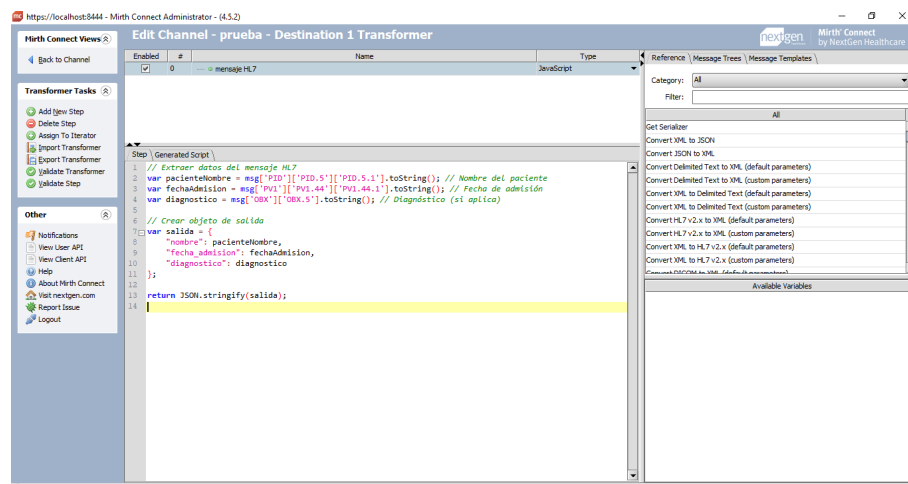 https://localhost:8444 - Mirth Connect Administrator - (4.5.2)
Mirth Connect Views
Back to Channel
Transformer Tasks
Add New Step
Delete Step
Assign To Iterator
Import Transformer
Export Transformer
Validate Transformer
Validate Step
Other
Notifications
View User API
View Client API
Help
About Mirth Connect
Visit nextgen.com
Report Issue
Logout
Edit Channel - prueba - Destination 1 Transformer
nextgen
Mirth® Connect
by NextGen Healthcare
Enabled # Name Type
0 mensaje HL7 JavaScript
Step Generated Script
1 // Extraer datos del mensaje HL7
2 var pacienteNombre = msg['PID']['PID.5']['PID.5.1'].toString(); // Nombre del paciente
3 var fechaAdmision = msg['PV1']['PV1.44']['PV1.44.1'].toString(); // Fecha de admisión
4 var diagnostico = msg['OBX']['OBX.5'].toString(); // Diagnóstico (si aplica)
5
6 // Crear objeto de salida
7 var salida = {
8 "nombre": pacienteNombre,
9 "fecha_admision": fechaAdmision,
10 "diagnostico": diagnostico
11 };
12
13 return JSON.stringify(salida);
14
Reference Message Trees Message Templates
Category: All
Filter:
All
Get Serializer
Convert XML to JSON
Convert JSON to XML
Convert Delimited Text to XML (default parameters)
Convert Delimited Text to XML (custom parameters)
Convert XML to Delimited Text (default parameters)
Convert XML to Delimited Text (custom parameters)
Convert HL7 v2.x to XML (default parameters)
Convert HL7 v2.x to XML (custom parameters)
Convert XML to HL7 v2.x (default parameters)
Convert XML to HL7 v2.x (custom parameters)
Convert DICOM to XML (default parameters)
Available Variables